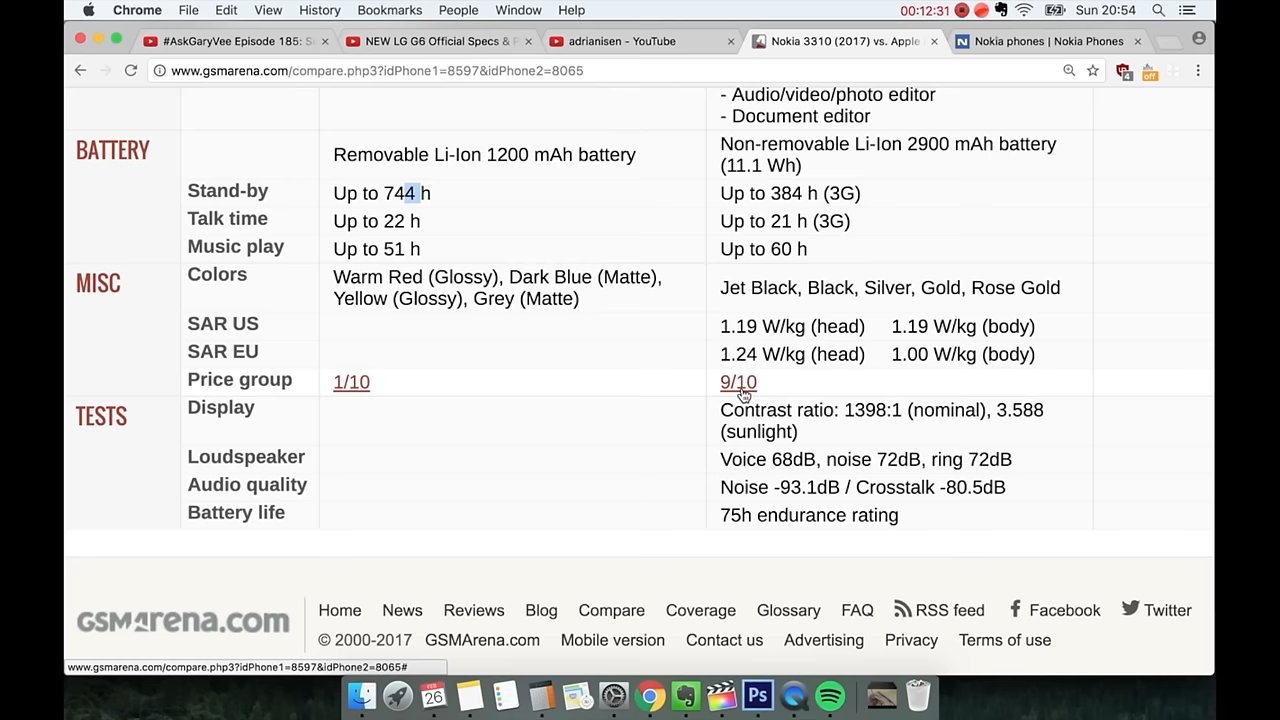 Chrome File Edit View History Bookmarks People Window Help 00:12:31 Sun 20:54
#AskGaryVee Episode 185: S
NEW LG G6 Official Specs & P
adrianisen - YouTube
Nokia 3310 (2017) vs. Apple
Nokia phones | Nokia Phones
www.gsmarena.com/compare.php3?idPhone1=8597&idPhone2=8065
4
off
- Audio/video/photo editor
- Document editor
BATTERY
Removable Li-Ion 1200 mAh battery
Non-removable Li-Ion 2900 mAh battery
(11.1 Wh)
Stand-by Up to 744 h Up to 384 h (3G)
Talk time Up to 22 h Up to 21 h (3G)
Music play Up to 51 h Up to 60 h
MISC
Colors
Warm Red (Glossy), Dark Blue (Matte),
Yellow (Glossy), Grey (Matte)
Jet Black, Black, Silver, Gold, Rose Gold
SAR US 1.19 W/kg (head) 1.19 W/kg (body)
SAR EU 1.24 W/kg (head) 1.00 W/kg (body)
Price group 1/10 9/10
TESTS
Display
Contrast ratio: 1398:1 (nominal), 3.588
(sunlight)
Loudspeaker Voice 68dB, noise 72dB, ring 72dB
Audio quality Noise -93.1dB / Crosstalk -80.5dB
Battery life 75h endurance rating
GSMArena.com
Home News Reviews Blog Compare Coverage Glossary FAQ RSS feed Facebook Twitter
© 2000-2017 GSMArena.com Mobile version Contact us Advertising Privacy Terms of use
www.gsmarena.com/compare.php3?idPhone1=8597&idPhone2=8065#
FEB
26
Ps